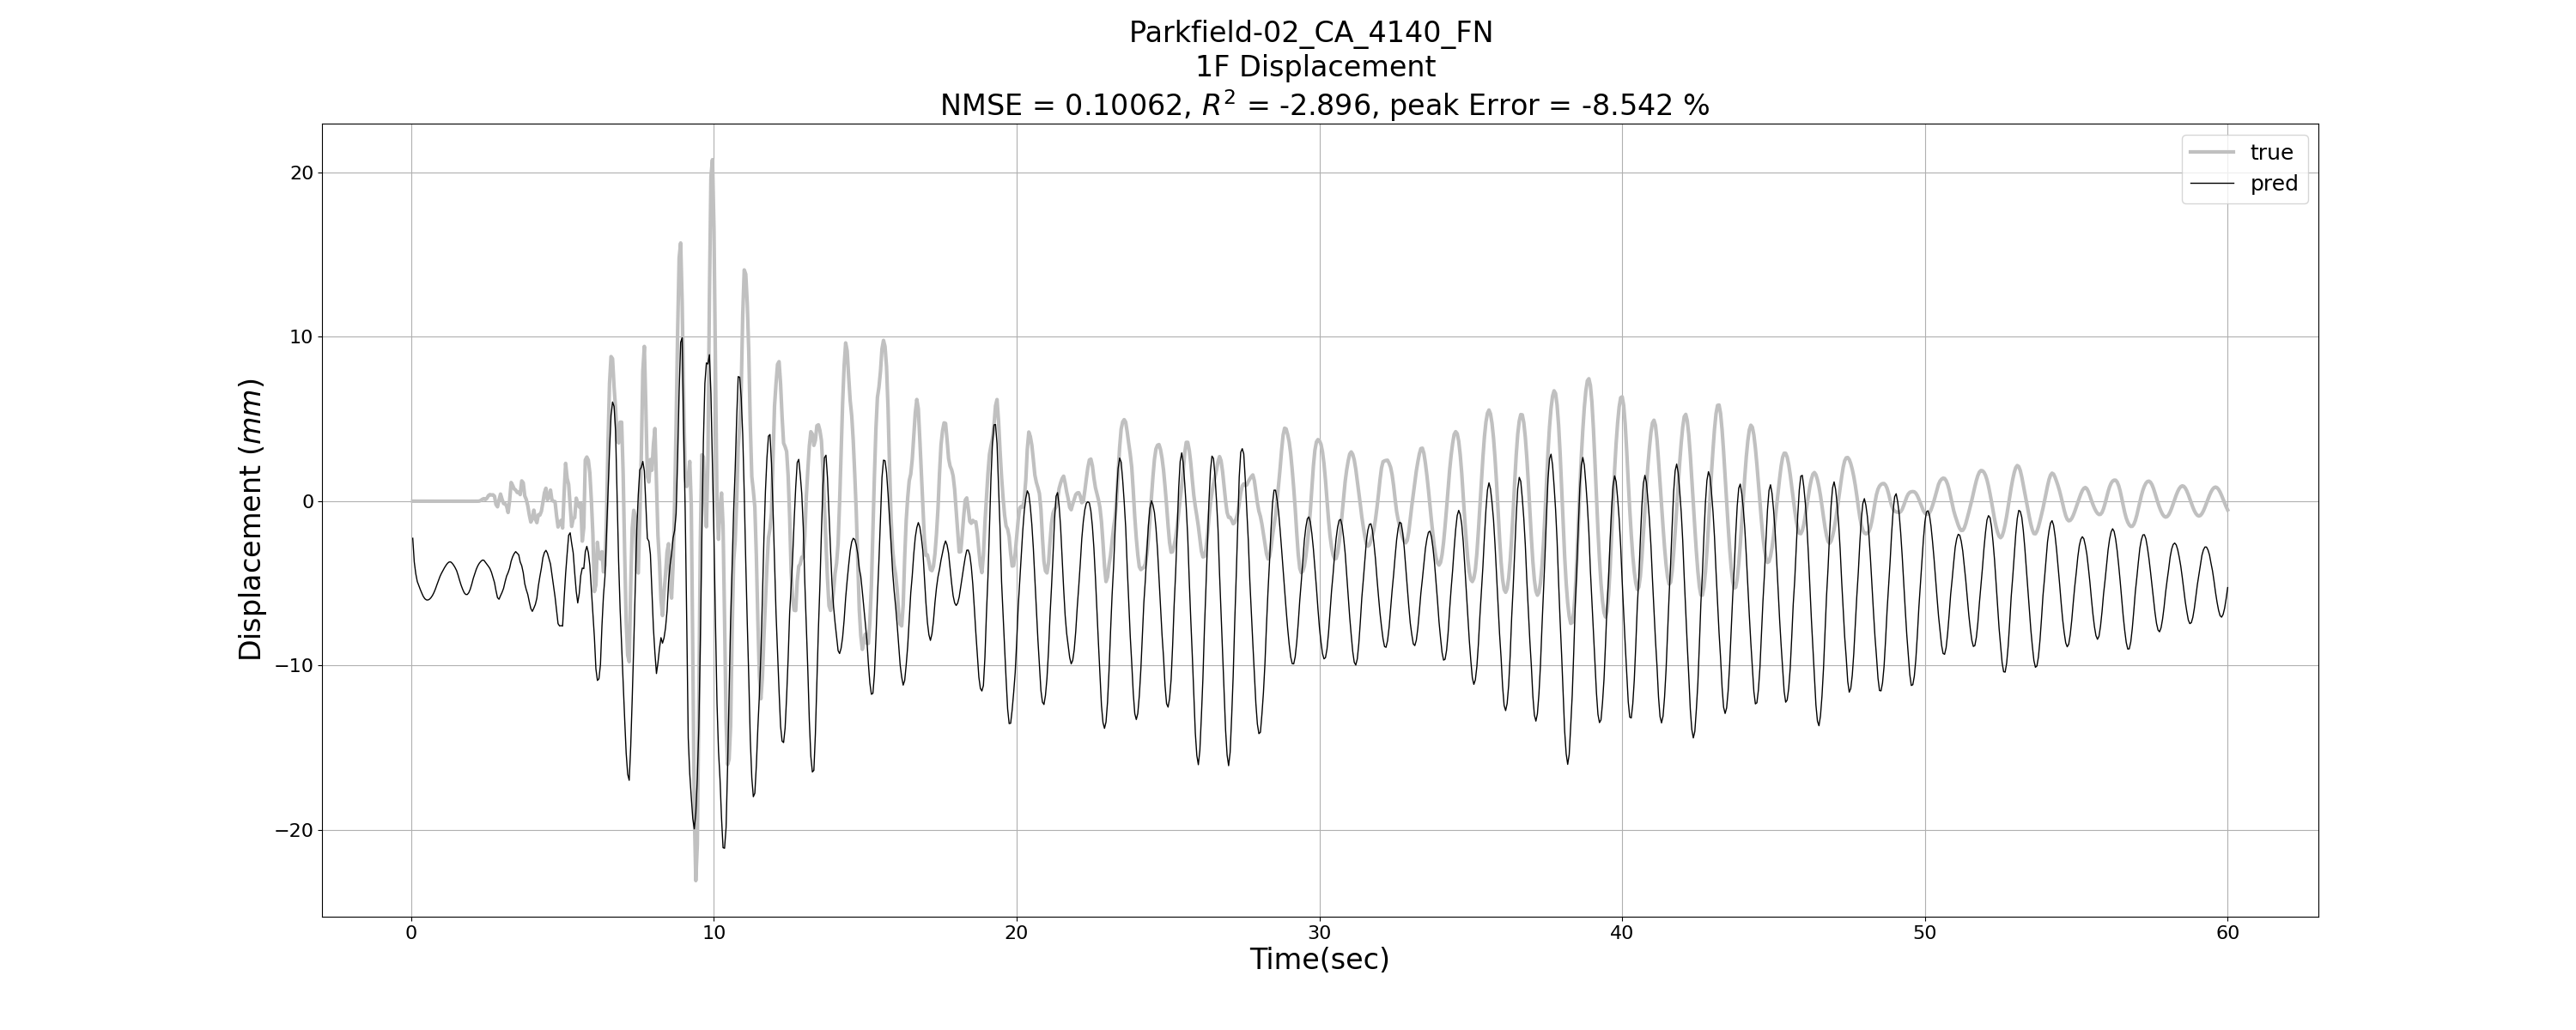 Parkfield-02_CA_4140_FN
1F Displacement
NMSE = 0.10062, R² = -2.896, peak Error = -8.542 %
true
pred
Displacement (mm)
20
10
0
−10
−20
0 10 20 30 40 50 60
Time(sec)